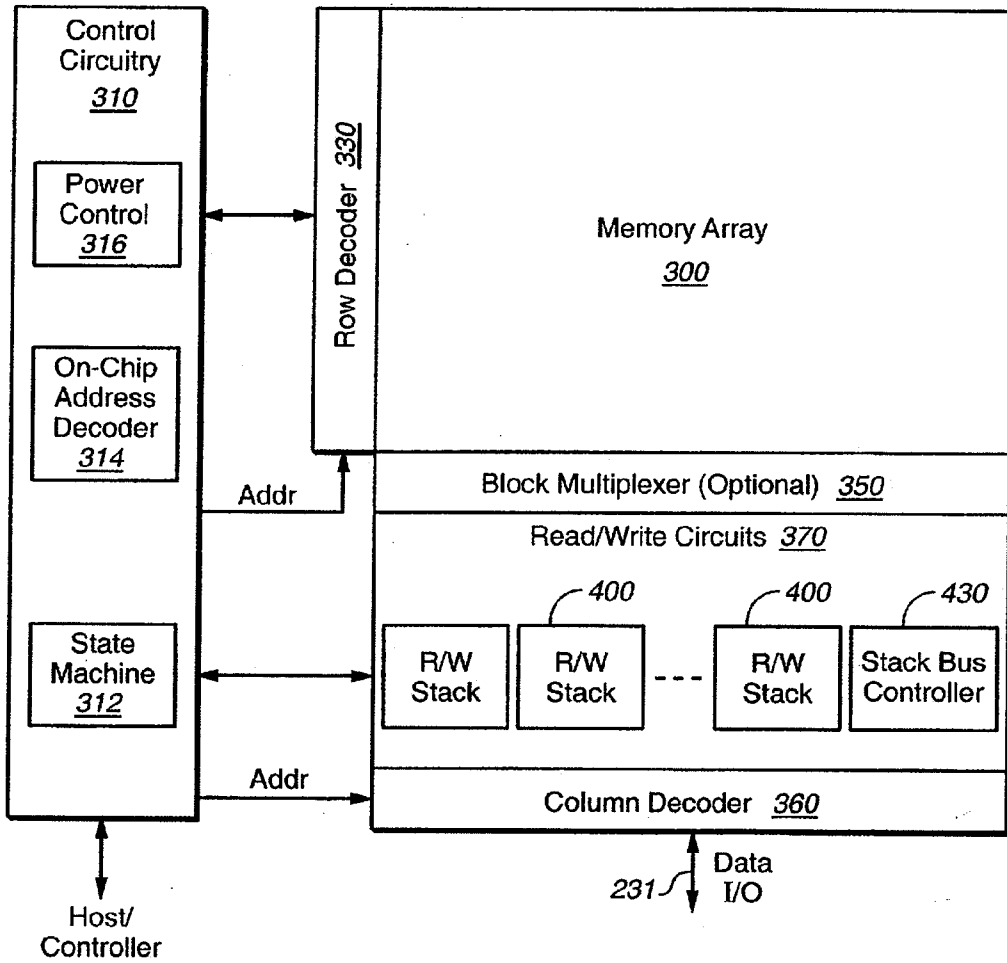 Control
Circuitry
310
Power
Control
316
On-Chip
Address
Decoder
314
State
Machine
312
Host/
Controller
Addr
Addr
Row Decoder 330
Memory Array
300
Block Multiplexer (Optional) 350
Read/Write Circuits 370
400
400
430
R/W
Stack
R/W
Stack
R/W
Stack
Stack Bus
Controller
Column Decoder 360
231
Data
I/O